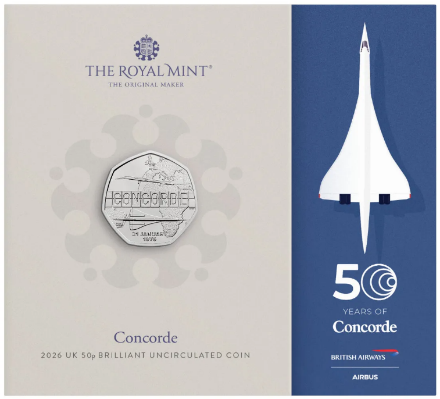 THE ROYAL MINT®
THE ORIGINAL MAKER
CONCORDE
21 JANUARY
1976
Concorde
2026 UK 50p BRILLIANT UNCIRCULATED COIN
50
YEARS OF
Concorde
BRITISH AIRWAYS
AIRBUS